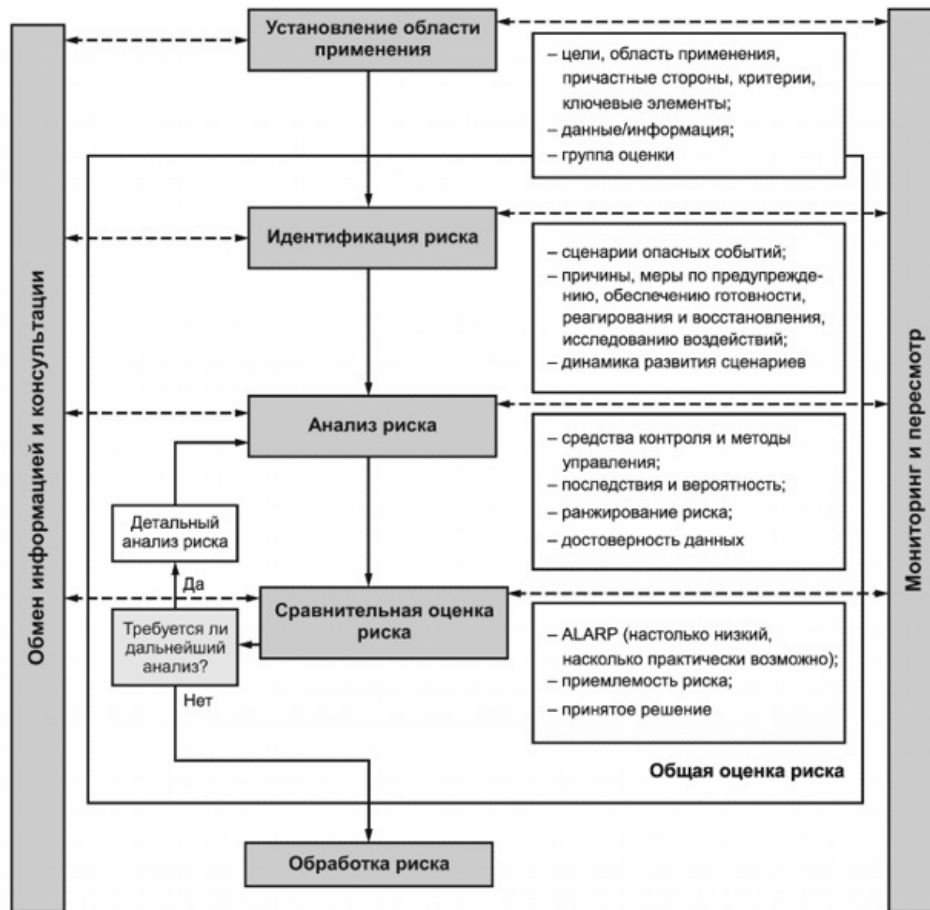 Установление области
применения
– цели, область применения,
причастные стороны, критерии,
ключевые элементы;
– данные/информация;
– группа оценки
Идентификация риска
– сценарии опасных событий;
– причины, меры по предупрежде-
нию, обеспечению готовности,
реагирования и восстановления,
исследованию воздействий;
– динамика развития сценариев
Анализ риска
– средства контроля и методы
управления;
– последствия и вероятность;
– ранжирование риска;
– достоверность данных
Детальный
анализ риска
Да
Сравнительная оценка
риска
Требуется ли
дальнейший
анализ?
Нет
– ALARP (настолько низкий,
насколько практически возможно);
– приемлемость риска;
– принятое решение
Общая оценка риска
Обработка риска
Обмен информацией и консультации
Мониторинг и пересмотр